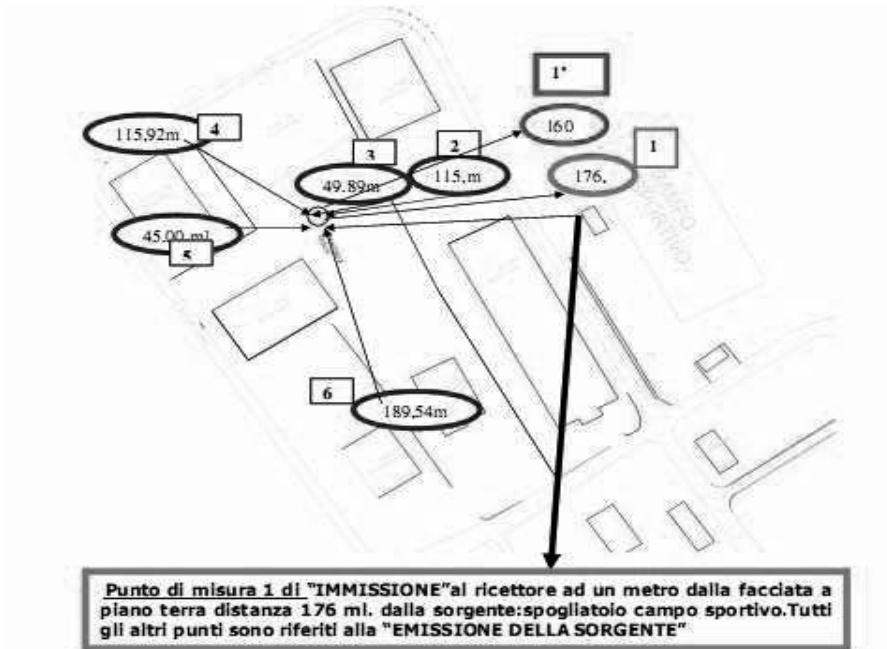 1*
160
115,92m
4
2
1
3
115,m
176,
49.89m
CAMPO
SPORTIVO
45.00 ml
5
6
189,54m
Punto di misura 1 di "IMMISSIONE"al ricettore ad un metro dalla facciata a
piano terra distanza 176 ml. dalla sorgente:spogliatoio campo sportivo.Tutti
gli altri punti sono riferiti alla "EMISSIONE DELLA SORGENTE"